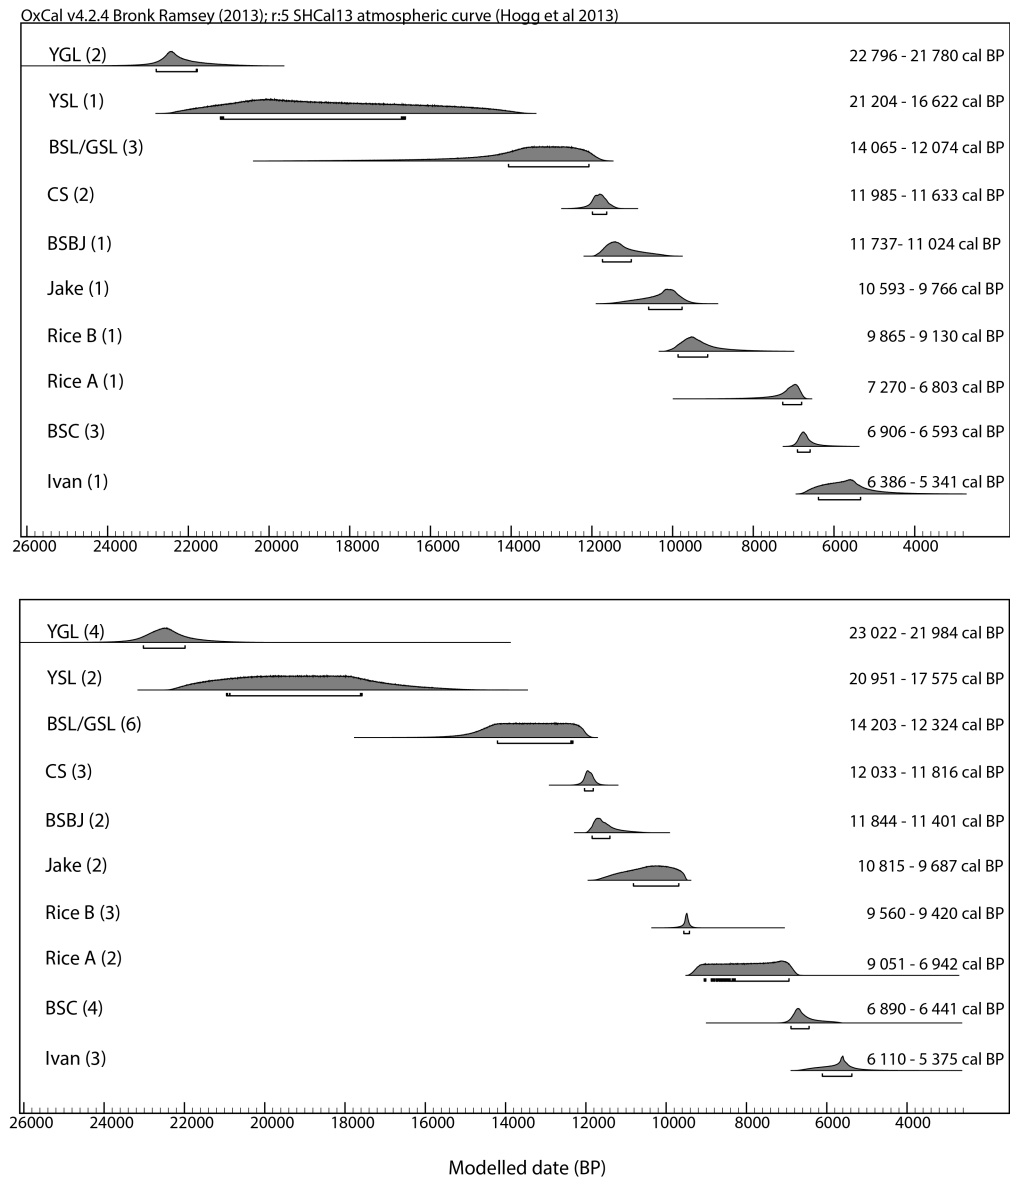 OxCal v4.2.4 Bronk Ramsey (2013); r:5 SHCal13 atmospheric curve (Hogg et al 2013)
YGL (2) 22 796 - 21 780 cal BP
YSL (1) 21 204 - 16 622 cal BP
BSL/GSL (3) 14 065 - 12 074 cal BP
CS (2) 11 985 - 11 633 cal BP
BSBJ (1) 11 737- 11 024 cal BP
Jake (1) 10 593 - 9 766 cal BP
Rice B (1) 9 865 - 9 130 cal BP
Rice A (1) 7 270 - 6 803 cal BP
BSC (3) 6 906 - 6 593 cal BP
Ivan (1) 6 386 - 5 341 cal BP
26000 24000 22000 20000 18000 16000 14000 12000 10000 8000 6000 4000
YGL (4) 23 022 - 21 984 cal BP
YSL (2) 20 951 - 17 575 cal BP
BSL/GSL (6) 14 203 - 12 324 cal BP
CS (3) 12 033 - 11 816 cal BP
BSBJ (2) 11 844 - 11 401 cal BP
Jake (2) 10 815 - 9 687 cal BP
Rice B (3) 9 560 - 9 420 cal BP
Rice A (2) 9 051 - 6 942 cal BP
BSC (4) 6 890 - 6 441 cal BP
Ivan (3) 6 110 - 5 375 cal BP
26000 24000 22000 20000 18000 16000 14000 12000 10000 8000 6000 4000
Modelled date (BP)